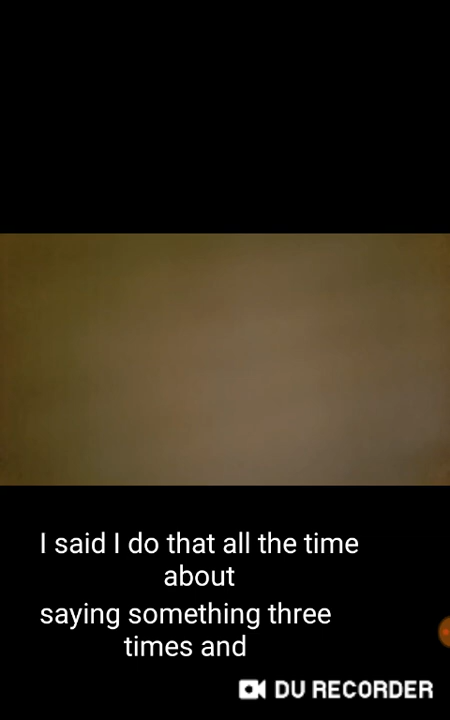 I said I do that all the time
about
saying something three
times and
DU RECORDER